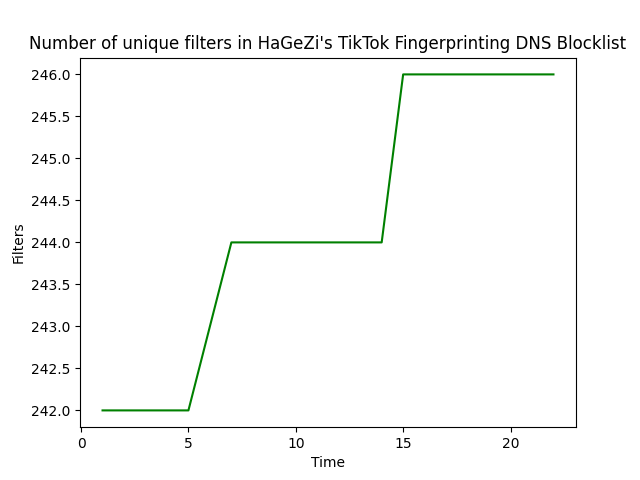 Number of unique filters in HaGeZi's TikTok Fingerprinting DNS Blocklist
246.0
245.5
245.0
244.5
244.0
243.5
243.0
242.5
242.0
Filters
0 5 10 15 20
Time